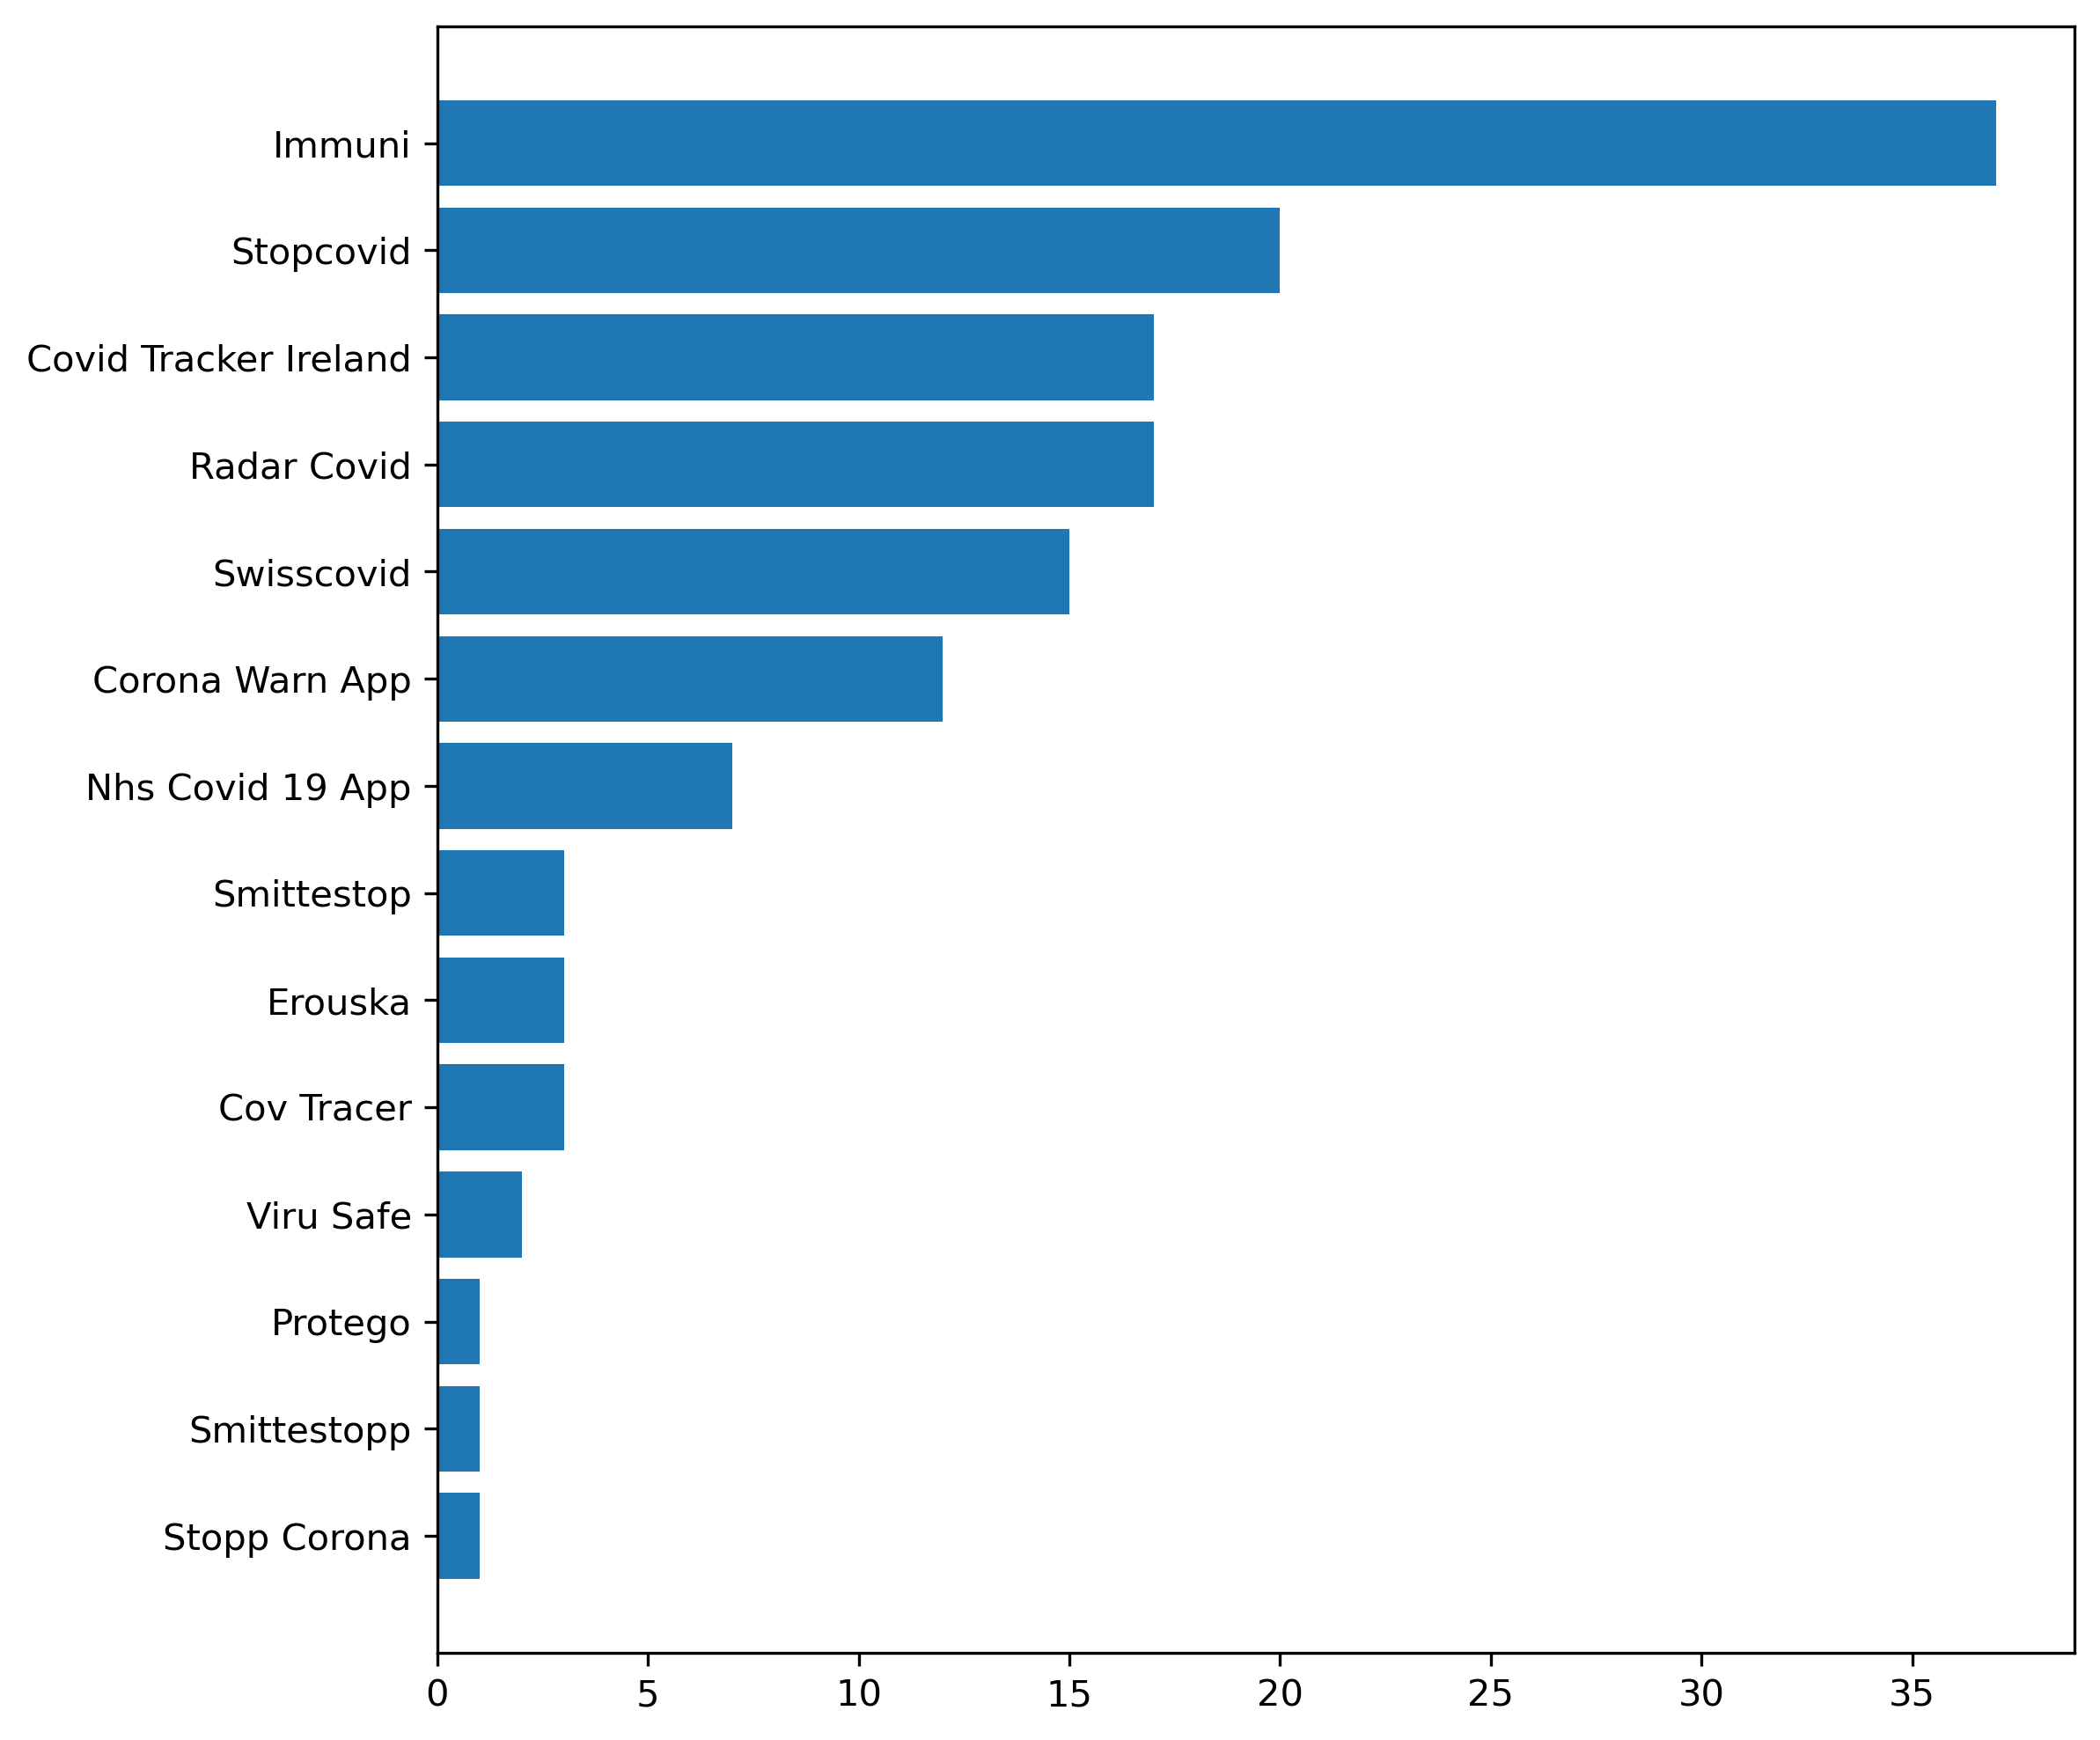 Immuni
Stopcovid
Covid Tracker Ireland
Radar Covid
Swisscovid
Corona Warn App
Nhs Covid 19 App
Smittestop
Erouska
Cov Tracer
Viru Safe
Protego
Smittestopp
Stopp Corona
0 5 10 15 20 25 30 35